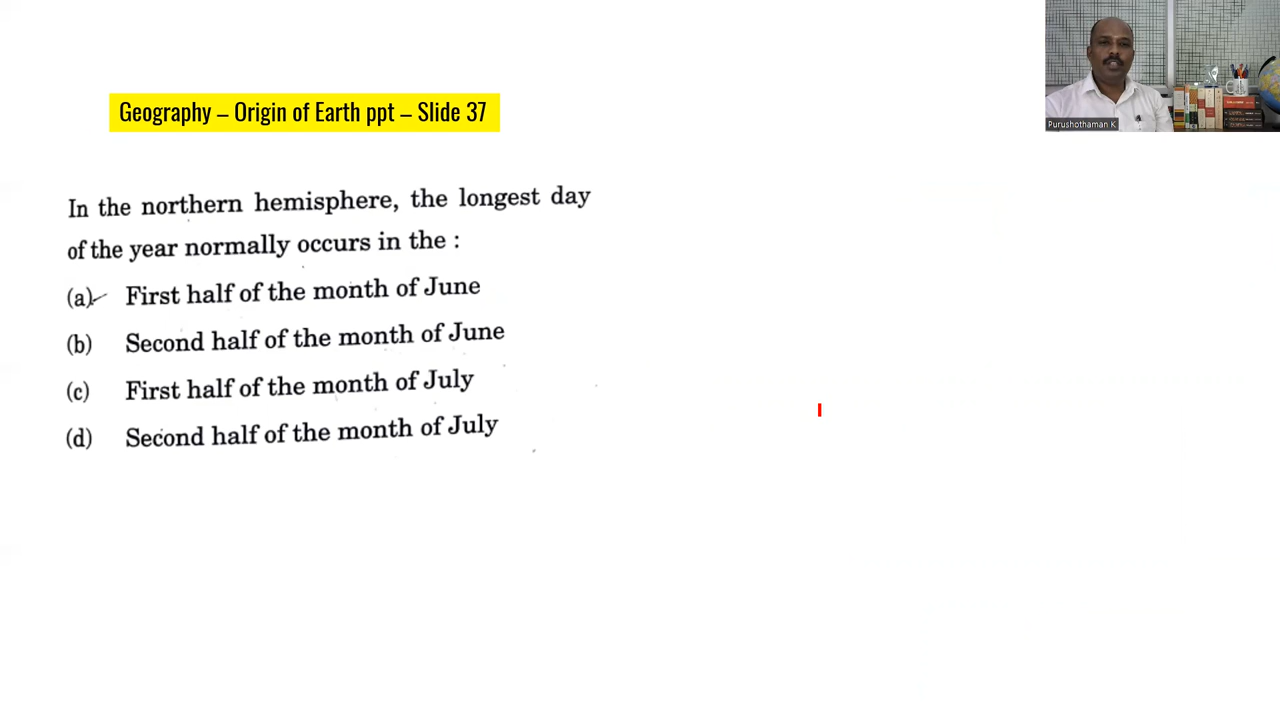 Geography – Origin of Earth ppt – Slide 37
Purushothaman K
In the northern hemisphere, the longest day
of the year normally occurs in the :
(a) First half of the month of June
(b) Second half of the month of June
(c) First half of the month of July
(d) Second half of the month of July